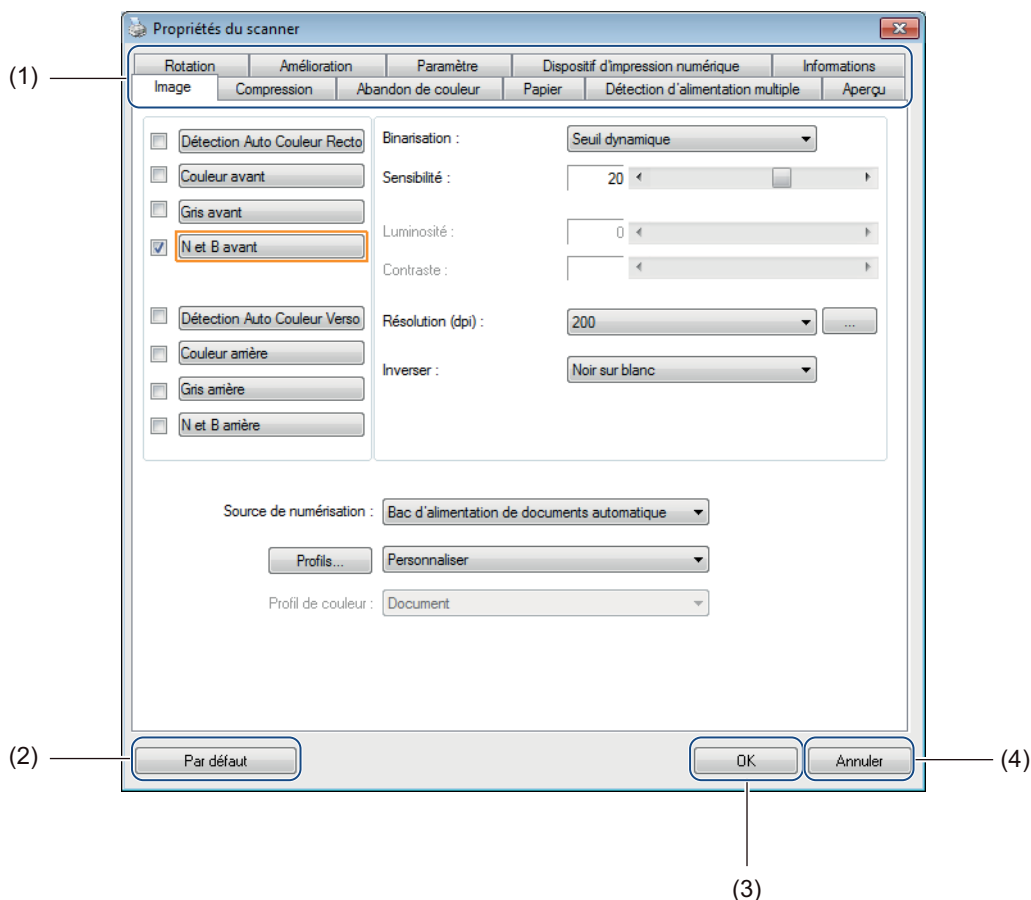 Propriétés du scanner
(1)
Rotation Amélioration Paramètre Dispositif d'impression numérique Informations
Image Compression Abandon de couleur Papier Détection d'alimentation multiple Aperçu
Détection Auto Couleur Recto Binarisation : Seuil dynamique
Couleur avant Sensibilité : 20
Gris avant
Luminosité : 0
N et B avant
Contraste :
Détection Auto Couleur Verso Résolution (dpi) : 200 ...
Couleur arrière
Inverser : Noir sur blanc
Gris arrière
N et B arrière
Source de numérisation : Bac d'alimentation de documents automatique
Profils... Personnaliser
Profil de couleur : Document
(2) Par défaut OK Annuler (4)
(3)